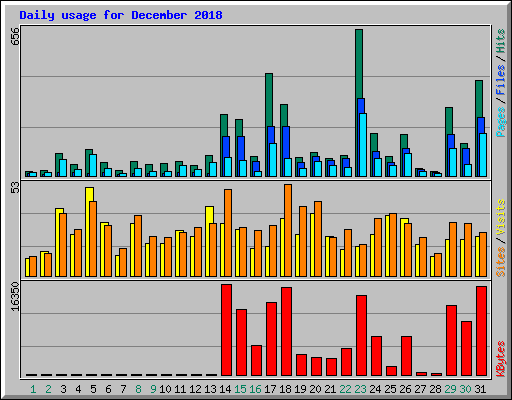 Daily usage for December 2018
656
Pages / Files / Hits
53
Sites / Visits
16350
KBytes
1 2 3 4 5 6 7 8 9 10 11 12 13 14 15 16 17 18 19 20 21 22 23 24 25 26 27 28 29 30 31